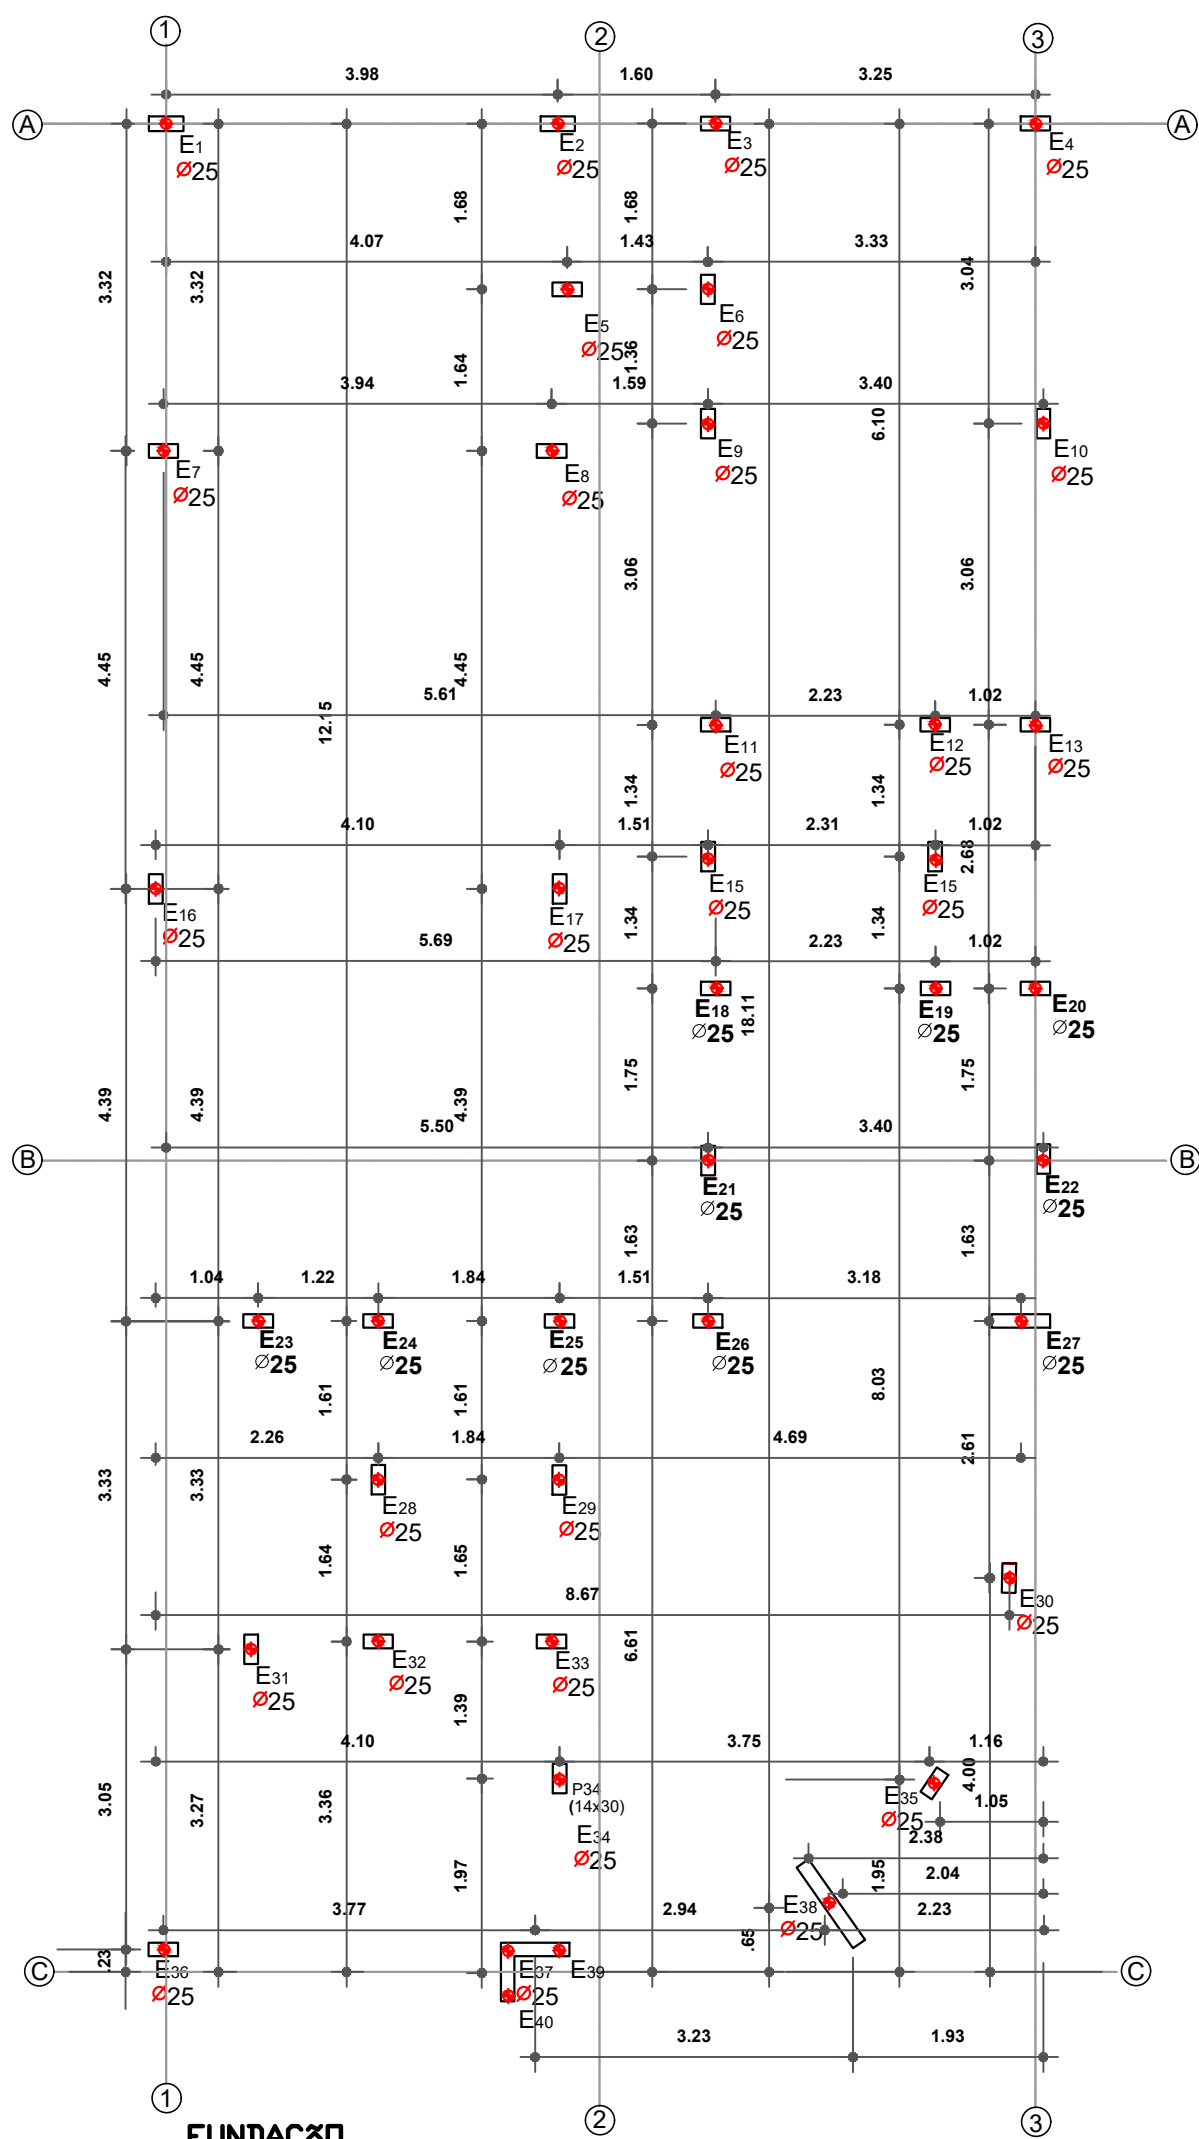 1
2
3
3.98
1.60
3.25
A
A
E1
Ø25
E2
Ø25
E3
Ø25
E4
Ø25
1.68
1.68
4.07
1.43
3.33
3.32
3.32
3.04
E5
Ø25
E6
Ø25
1.64
1.36
3.94
1.59
3.40
6.10
E7
Ø25
E8
Ø25
E9
Ø25
E10
Ø25
3.06
3.06
4.45
4.45
4.45
5.61
2.23
1.02
12.15
E11
Ø25
E12
Ø25
E13
Ø25
1.34
1.34
4.10
1.51
2.31
1.02
2.68
E16
Ø25
E17
Ø25
E15
Ø25
E15
Ø25
1.34
1.34
5.69
2.23
1.02
E18
Ø25
18.11
E19
Ø25
E20
Ø25
1.75
1.75
4.39
4.39
4.39
5.50
3.40
B
B
E21
Ø25
E22
Ø25
1.63
1.63
1.04
1.22
1.84
1.51
3.18
E23
Ø25
E24
Ø25
E25
Ø25
E26
Ø25
E27
Ø25
1.61
1.61
8.03
2.26
1.84
4.69
2.61
3.33
3.33
E28
Ø25
E29
Ø25
1.64
1.65
8.67
E30
Ø25
E31
Ø25
E32
Ø25
E33
Ø25
6.61
1.39
4.10
3.75
1.16
4.00
P34
(14x30)
E34
Ø25
E35
Ø25
1.05
3.05
3.27
3.36
2.38
1.97
1.95
2.04
3.77
2.94
E38
Ø25
2.23
.65
.23
C
C
E36
Ø25
E37
Ø25
E39
E40
3.23
1.93
1
2
3
FUNDAÇÃO